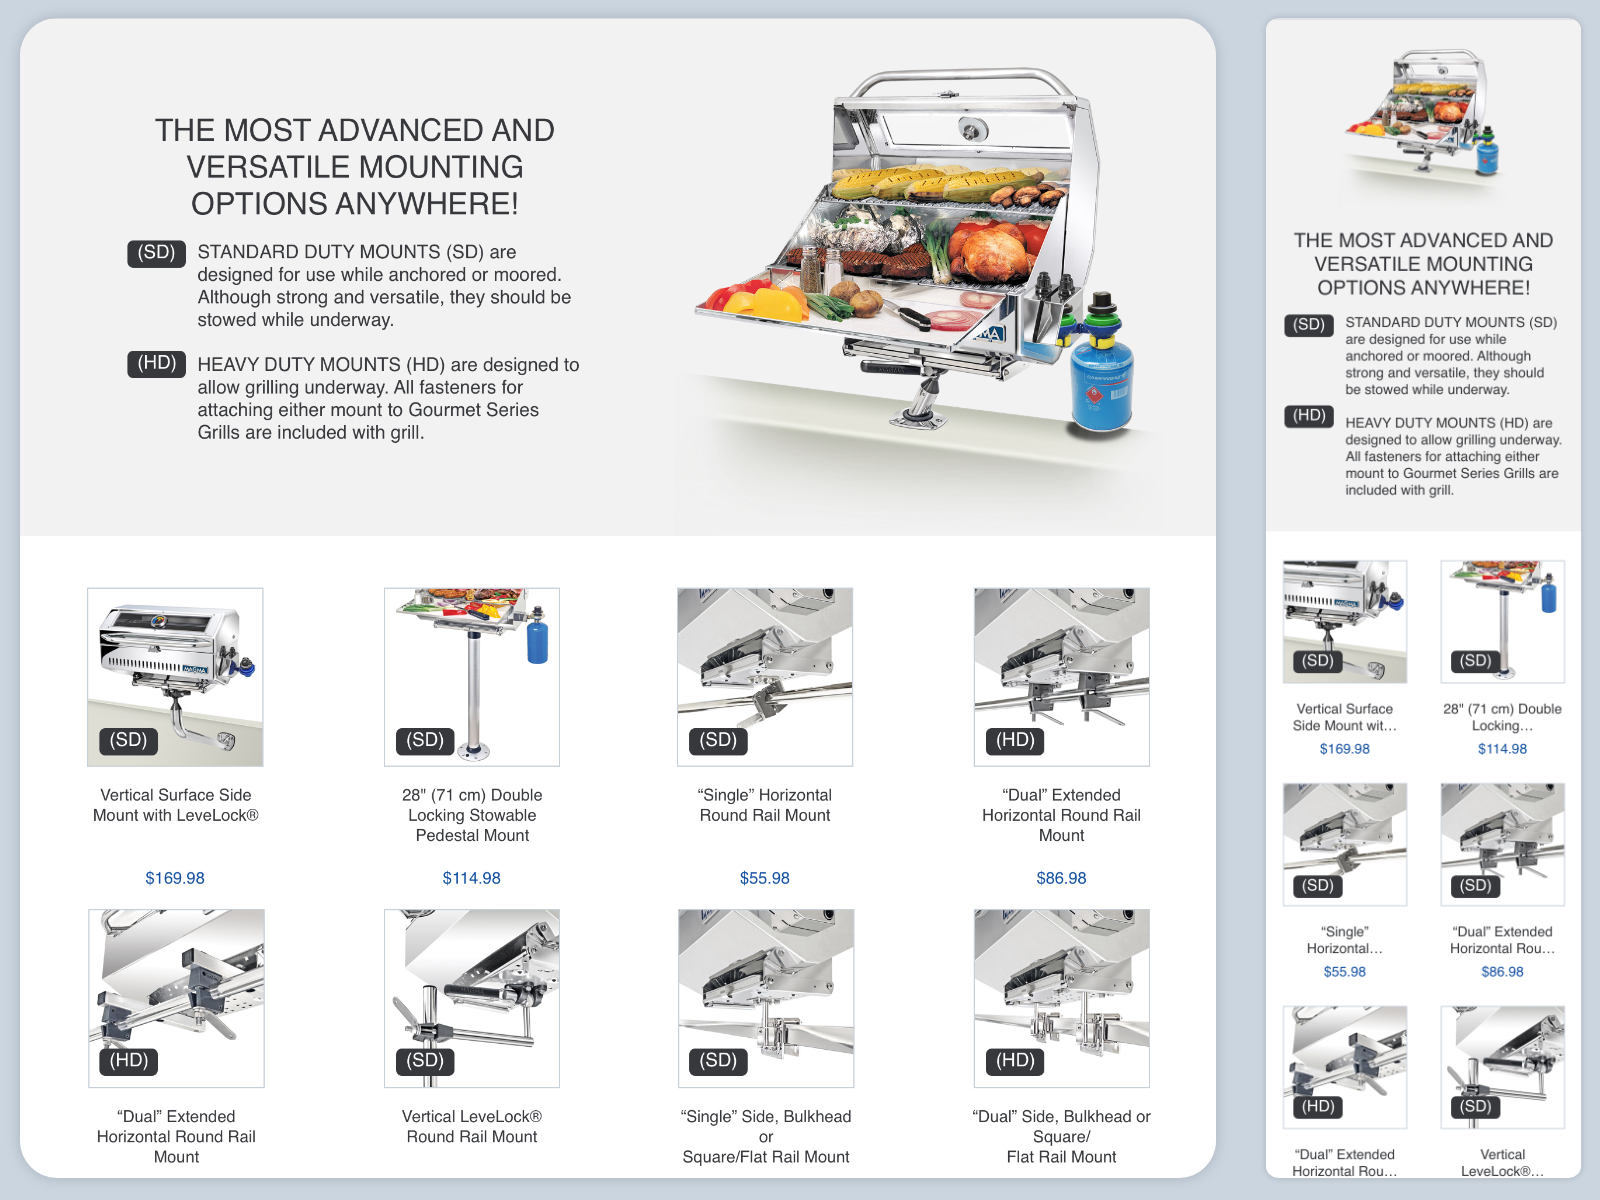 THE MOST ADVANCED AND
VERSATILE MOUNTING
OPTIONS ANYWHERE!
(SD)
STANDARD DUTY MOUNTS (SD) are
designed for use while anchored or moored.
Although strong and versatile, they should be
stowed while underway.
(HD)
HEAVY DUTY MOUNTS (HD) are designed to
allow grilling underway. All fasteners for
attaching either mount to Gourmet Series
Grills are included with grill.
(SD)
(SD)
(SD)
(HD)
Vertical Surface Side
Mount with LeveLock®
28" (71 cm) Double
Locking Stowable
Pedestal Mount
“Single” Horizontal
Round Rail Mount
“Dual” Extended
Horizontal Round Rail
Mount
$169.98
$114.98
$55.98
$86.98
(HD)
(SD)
(SD)
(HD)
“Dual” Extended
Horizontal Round Rail
Mount
Vertical LeveLock®
Round Rail Mount
“Single” Side, Bulkhead
or
Square/Flat Rail Mount
“Dual” Side, Bulkhead or
Square/
Flat Rail Mount
THE MOST ADVANCED AND
VERSATILE MOUNTING
OPTIONS ANYWHERE!
(SD)
STANDARD DUTY MOUNTS (SD)
are designed for use while
anchored or moored. Although
strong and versatile, they should
be stowed while underway.
(HD)
HEAVY DUTY MOUNTS (HD) are
designed to allow grilling underway.
All fasteners for attaching either
mount to Gourmet Series Grills are
included with grill.
(SD)
(SD)
Vertical Surface
Side Mount wit...
$169.98
28" (71 cm) Double
Locking...
$114.98
(SD)
(SD)
“Single”
Horizontal...
$55.98
“Dual” Extended
Horizontal Rou...
$86.98
(HD)
(SD)
“Dual” Extended
Horizontal Rou...
Vertical
LeveLock®...